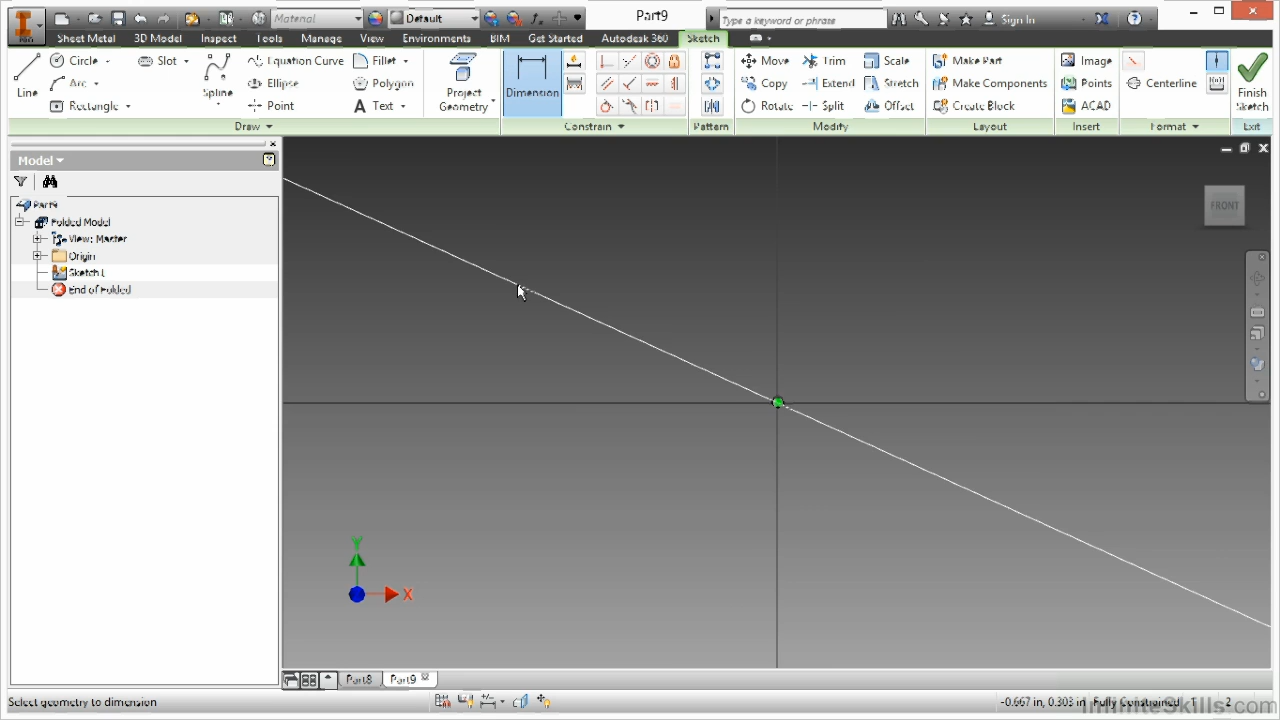 Material Default Part9 Type a keyword or phrase Sign In
PRO Sheet Metal 3D Model Inspect Tools Manage View Environments BIM Get Started Autodesk 360 Sketch
Line Circle Arc Rectangle Slot Spline Equation Curve Ellipse Point Fillet Polygon Text Project Geometry Dimension Move Copy Rotate Trim Extend Split Scale Stretch Offset Make Part Make Components Create Block Image Points ACAD Centerline Finish Sketch
Draw Constrain Pattern Modify Layout Insert Format Exit
Model
Part9
Folded Model
View: Master
Origin
Sketch1
End of Folded
FRONT
Y
X
Part8 Part9
Select geometry to dimension -0.667 in, 0.303 in Fully Constrained 1 2
InfiniteSkills.com